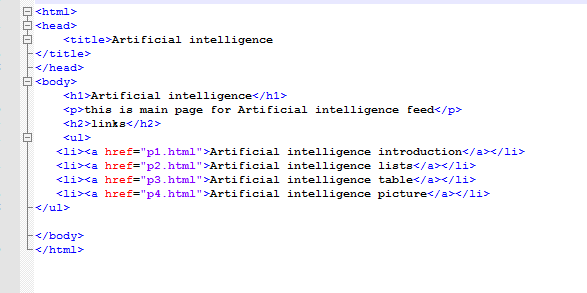 <html>
<head>
<title>Artificial intelligence
</title>
</head>
<body>
<h1>Artificial intelligence</h1>
<p>this is main page for Artificial intelligence feed</p>
<h2>links</h2>
<ul>
<li><a href="p1.html">Artificial intelligence introduction</a></li>
<li><a href="p2.html">Artificial intelligence lists</a></li>
<li><a href="p3.html">Artificial intelligence table</a></li>
<li><a href="p4.html">Artificial intelligence picture</a></li>
</ul>
</body>
</html>